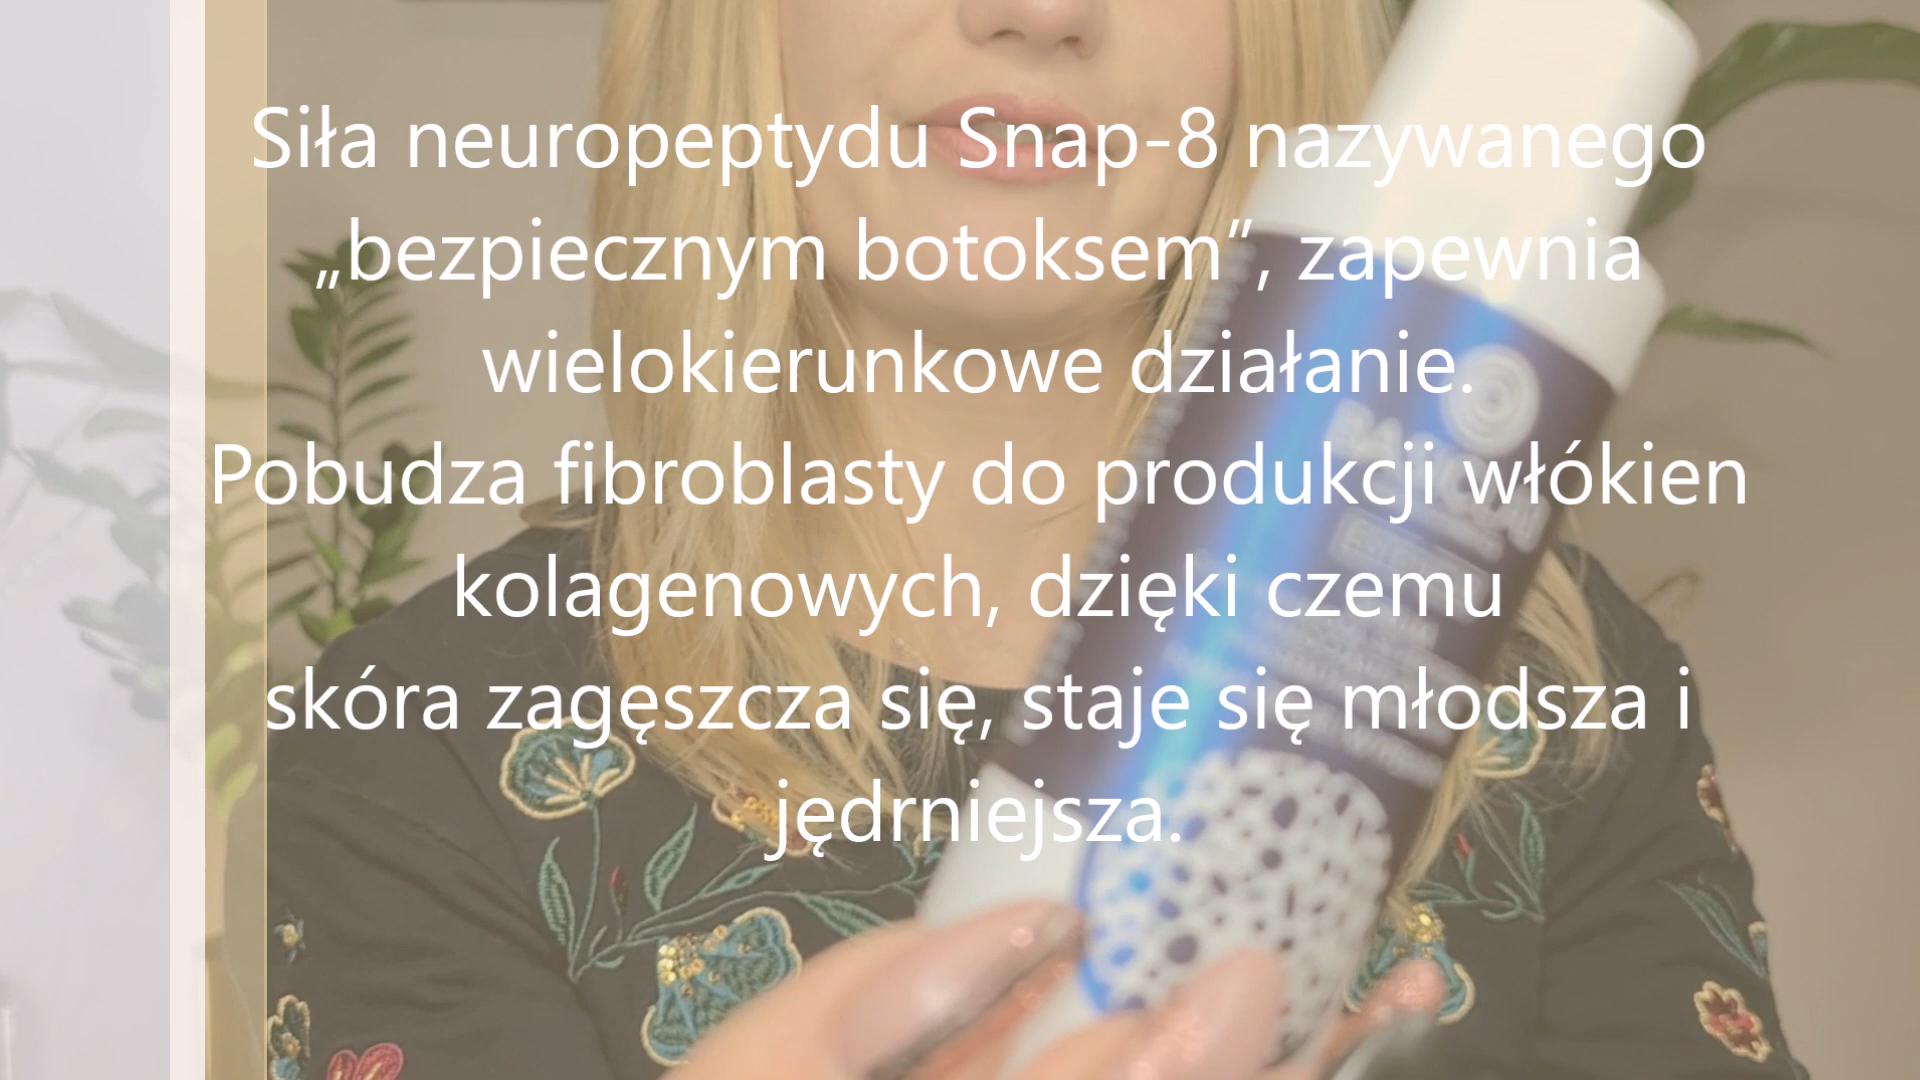 Siła neuropeptydu Snap-8 nazywanego
„bezpiecznym botoksem”, zapewnia
wielokierunkowe działanie.
Pobudza fibroblasty do produkcji włókien
kolagenowych, dzięki czemu
skóra zagęszcza się, staje się młodsza i
jędrniejsza.